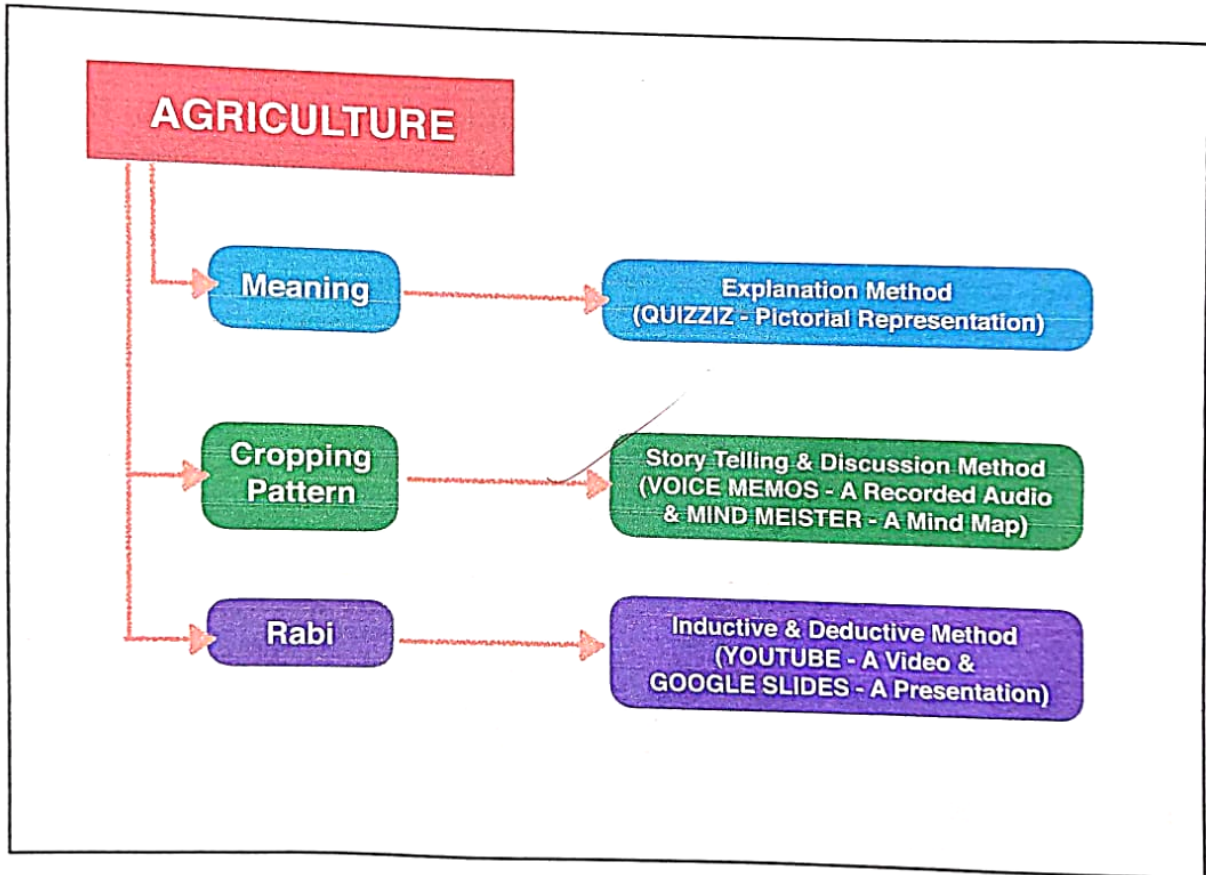 AGRICULTURE
Meaning
Explanation Method
(QUIZZIZ - Pictorial Representation)
Cropping
Pattern
Story Telling & Discussion Method
(VOICE MEMOS - A Recorded Audio
& MIND MEISTER - A Mind Map)
Rabi
Inductive & Deductive Method
(YOUTUBE - A Video &
GOOGLE SLIDES - A Presentation)